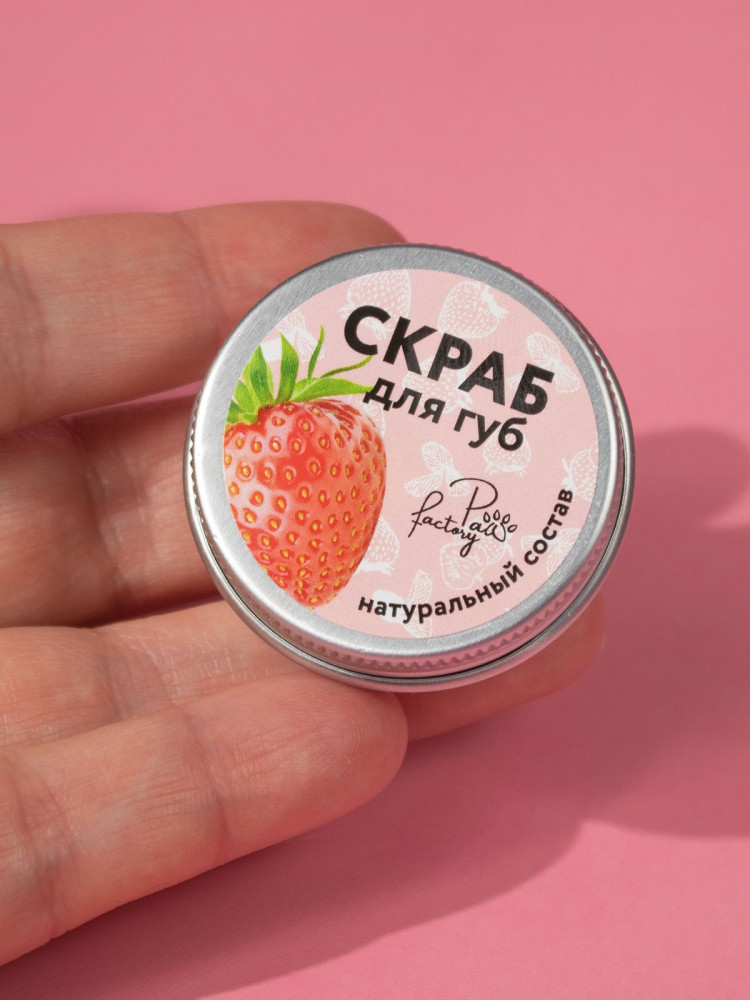 СКРАБ
для губ
Paw
factory
натуральный состав